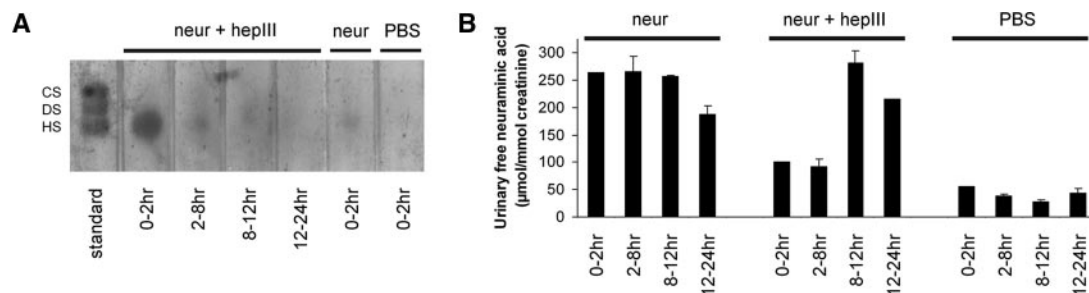 A
neur + hepIII
neur
PBS
CS
DS
HS
standard
0-2hr
2-8hr
8-12hr
12-24hr
0-2hr
0-2hr
B
neur
neur + hepIII
PBS
Urinary free neuraminic acid
(μmol/mmol creatinine)
300
250
200
150
100
50
0
0-2hr
2-8hr
8-12hr
12-24hr
0-2hr
2-8hr
8-12hr
12-24hr
0-2hr
2-8hr
8-12hr
12-24hr